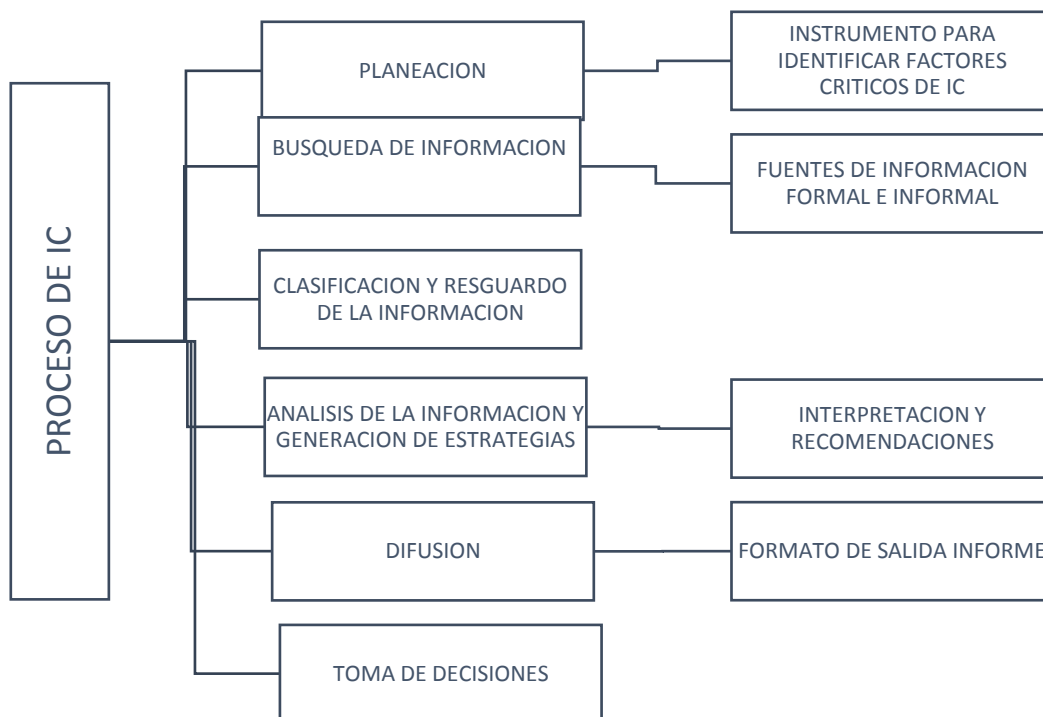 PROCESO DE IC
PLANEACION
INSTRUMENTO PARA
IDENTIFICAR FACTORES
CRITICOS DE IC
BUSQUEDA DE INFORMACION
FUENTES DE INFORMACION
FORMAL E INFORMAL
CLASIFICACION Y RESGUARDO
DE LA INFORMACION
ANALISIS DE LA INFORMACION Y
GENERACION DE ESTRATEGIAS
INTERPRETACION Y
RECOMENDACIONES
DIFUSION
FORMATO DE SALIDA INFORME
TOMA DE DECISIONES